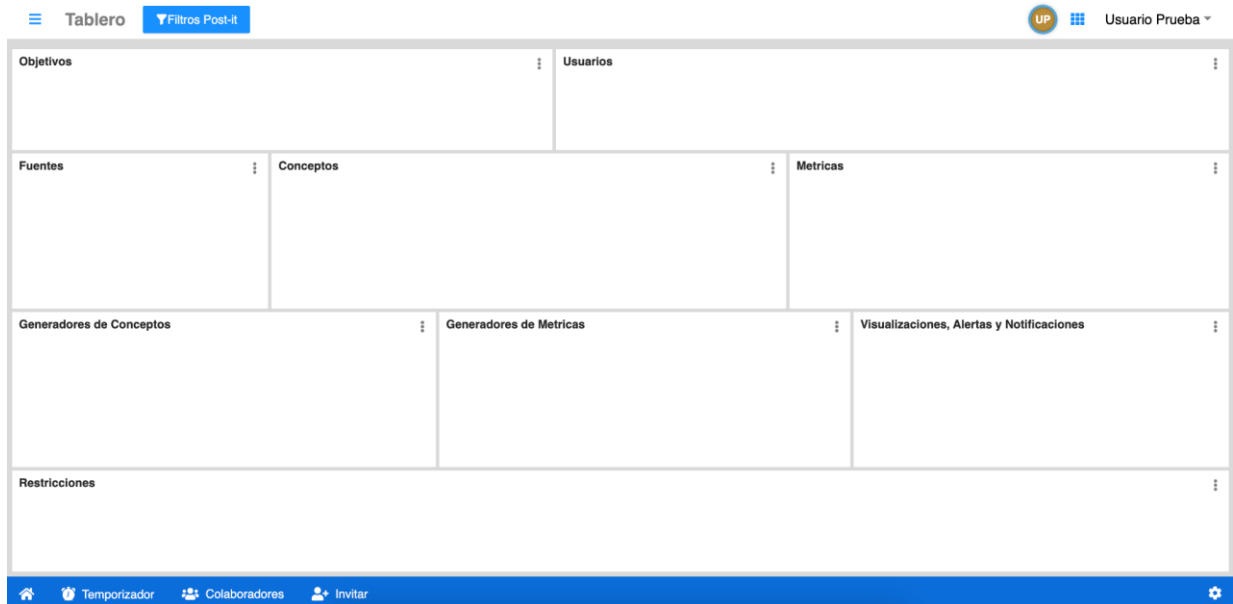 Tablero Filtros Post-it UP Usuario Prueba
Objetivos Usuarios
Fuentes Conceptos Metricas
Generadores de Conceptos Generadores de Metricas Visualizaciones, Alertas y Notificaciones
Restricciones
Temporizador Colaboradores Invitar